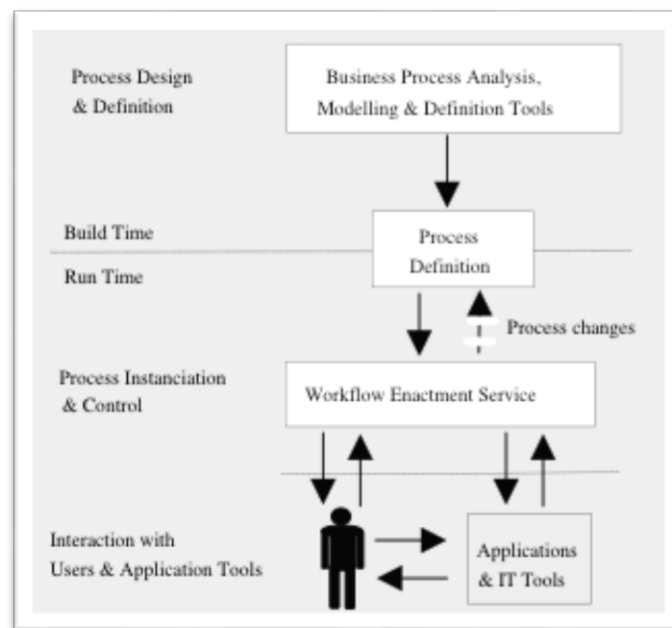 Process Design
& Definition
Business Process Analysis,
Modelling & Definition Tools
Build Time
Run Time
Process
Definition
Process changes
Process Instanciation
& Control
Workflow Enactment Service
Interaction with
Users & Application Tools
Applications
& IT Tools